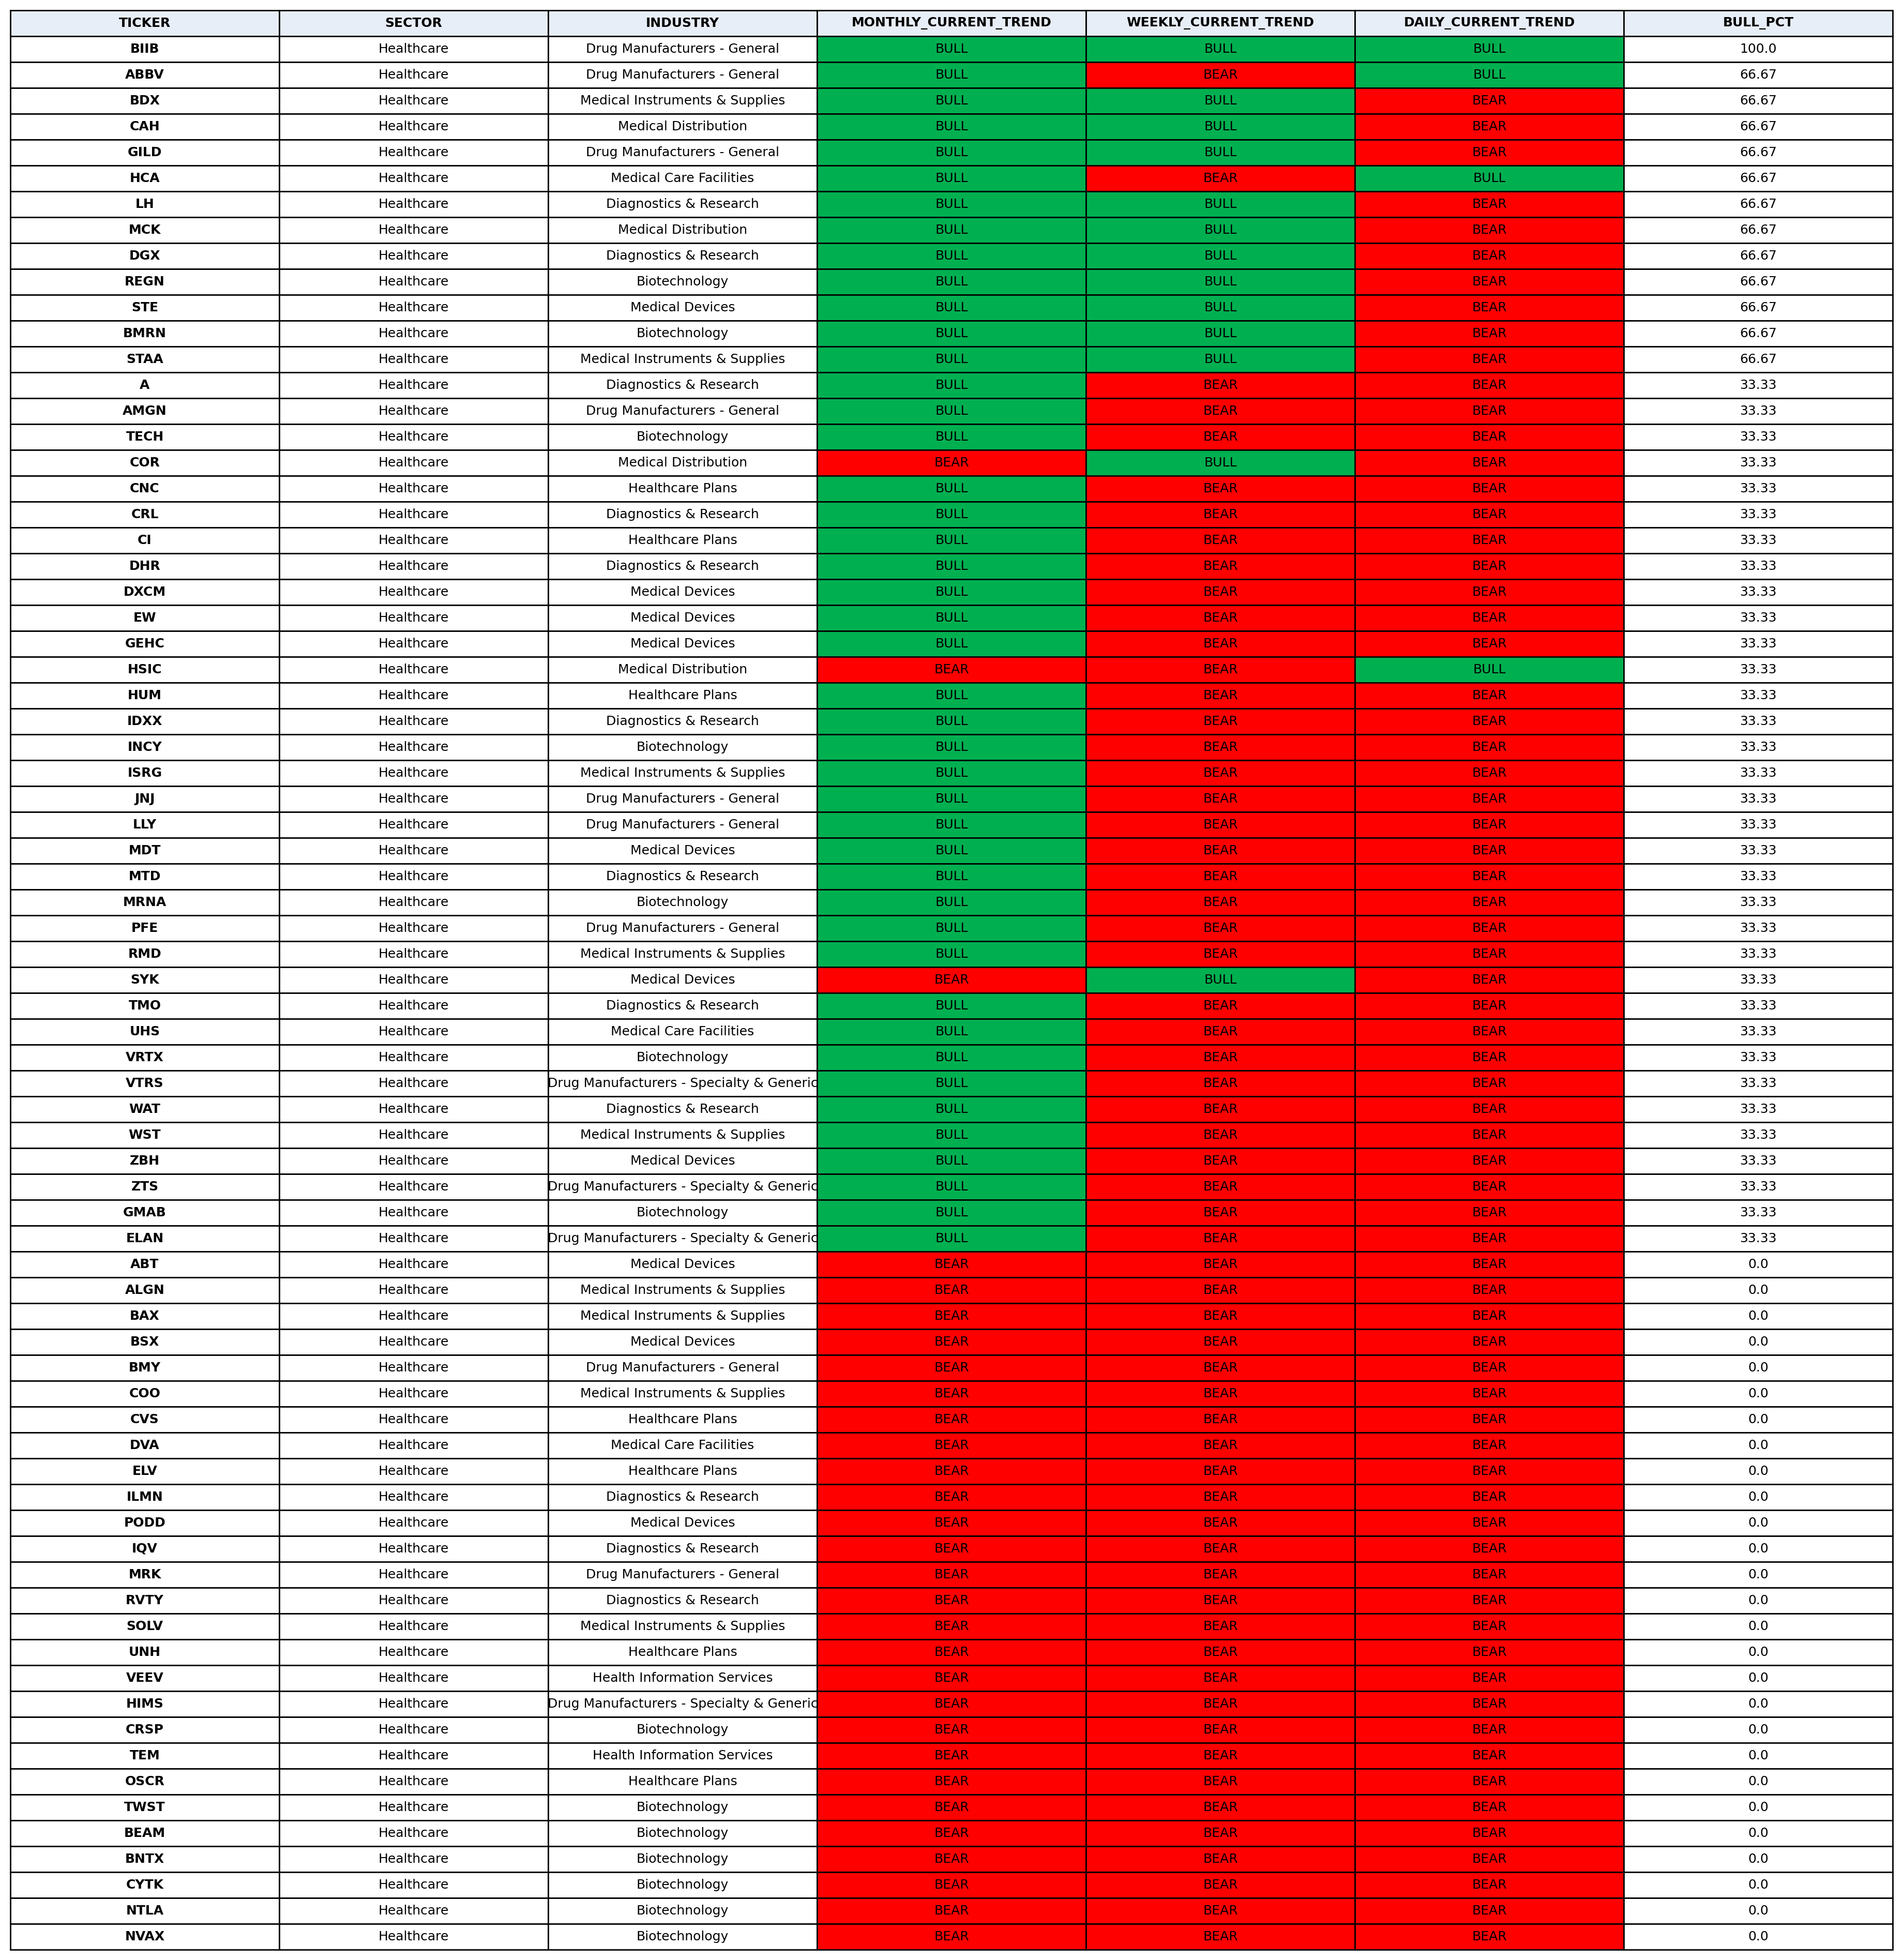 TICKER SECTOR INDUSTRY MONTHLY_CURRENT_TREND WEEKLY_CURRENT_TREND DAILY_CURRENT_TREND BULL_PCT
BIIB Healthcare Drug Manufacturers - General BULL BULL BULL 100.0
ABBV Healthcare Drug Manufacturers - General BULL BEAR BULL 66.67
BDX Healthcare Medical Instruments & Supplies BULL BULL BEAR 66.67
CAH Healthcare Medical Distribution BULL BULL BEAR 66.67
GILD Healthcare Drug Manufacturers - General BULL BULL BEAR 66.67
HCA Healthcare Medical Care Facilities BULL BEAR BULL 66.67
LH Healthcare Diagnostics & Research BULL BULL BEAR 66.67
MCK Healthcare Medical Distribution BULL BULL BEAR 66.67
DGX Healthcare Diagnostics & Research BULL BULL BEAR 66.67
REGN Healthcare Biotechnology BULL BULL BEAR 66.67
STE Healthcare Medical Devices BULL BULL BEAR 66.67
BMRN Healthcare Biotechnology BULL BULL BEAR 66.67
STAA Healthcare Medical Instruments & Supplies BULL BULL BEAR 66.67
A Healthcare Diagnostics & Research BULL BEAR BEAR 33.33
AMGN Healthcare Drug Manufacturers - General BULL BEAR BEAR 33.33
TECH Healthcare Biotechnology BULL BEAR BEAR 33.33
COR Healthcare Medical Distribution BEAR BULL BEAR 33.33
CNC Healthcare Healthcare Plans BULL BEAR BEAR 33.33
CRL Healthcare Diagnostics & Research BULL BEAR BEAR 33.33
CI Healthcare Healthcare Plans BULL BEAR BEAR 33.33
DHR Healthcare Diagnostics & Research BULL BEAR BEAR 33.33
DXCM Healthcare Medical Devices BULL BEAR BEAR 33.33
EW Healthcare Medical Devices BULL BEAR BEAR 33.33
GEHC Healthcare Medical Devices BULL BEAR BEAR 33.33
HSIC Healthcare Medical Distribution BEAR BEAR BULL 33.33
HUM Healthcare Healthcare Plans BULL BEAR BEAR 33.33
IDXX Healthcare Diagnostics & Research BULL BEAR BEAR 33.33
INCY Healthcare Biotechnology BULL BEAR BEAR 33.33
ISRG Healthcare Medical Instruments & Supplies BULL BEAR BEAR 33.33
JNJ Healthcare Drug Manufacturers - General BULL BEAR BEAR 33.33
LLY Healthcare Drug Manufacturers - General BULL BEAR BEAR 33.33
MDT Healthcare Medical Devices BULL BEAR BEAR 33.33
MTD Healthcare Diagnostics & Research BULL BEAR BEAR 33.33
MRNA Healthcare Biotechnology BULL BEAR BEAR 33.33
PFE Healthcare Drug Manufacturers - General BULL BEAR BEAR 33.33
RMD Healthcare Medical Instruments & Supplies BULL BEAR BEAR 33.33
SYK Healthcare Medical Devices BEAR BULL BEAR 33.33
TMO Healthcare Diagnostics & Research BULL BEAR BEAR 33.33
UHS Healthcare Medical Care Facilities BULL BEAR BEAR 33.33
VRTX Healthcare Biotechnology BULL BEAR BEAR 33.33
VTRS Healthcare Drug Manufacturers - Specialty & Generic BULL BEAR BEAR 33.33
WAT Healthcare Diagnostics & Research BULL BEAR BEAR 33.33
WST Healthcare Medical Instruments & Supplies BULL BEAR BEAR 33.33
ZBH Healthcare Medical Devices BULL BEAR BEAR 33.33
ZTS Healthcare Drug Manufacturers - Specialty & Generic BULL BEAR BEAR 33.33
GMAB Healthcare Biotechnology BULL BEAR BEAR 33.33
ELAN Healthcare Drug Manufacturers - Specialty & Generic BULL BEAR BEAR 33.33
ABT Healthcare Medical Devices BEAR BEAR BEAR 0.0
ALGN Healthcare Medical Instruments & Supplies BEAR BEAR BEAR 0.0
BAX Healthcare Medical Instruments & Supplies BEAR BEAR BEAR 0.0
BSX Healthcare Medical Devices BEAR BEAR BEAR 0.0
BMY Healthcare Drug Manufacturers - General BEAR BEAR BEAR 0.0
COO Healthcare Medical Instruments & Supplies BEAR BEAR BEAR 0.0
CVS Healthcare Healthcare Plans BEAR BEAR BEAR 0.0
DVA Healthcare Medical Care Facilities BEAR BEAR BEAR 0.0
ELV Healthcare Healthcare Plans BEAR BEAR BEAR 0.0
ILMN Healthcare Diagnostics & Research BEAR BEAR BEAR 0.0
PODD Healthcare Medical Devices BEAR BEAR BEAR 0.0
IQV Healthcare Diagnostics & Research BEAR BEAR BEAR 0.0
MRK Healthcare Drug Manufacturers - General BEAR BEAR BEAR 0.0
RVTY Healthcare Diagnostics & Research BEAR BEAR BEAR 0.0
SOLV Healthcare Medical Instruments & Supplies BEAR BEAR BEAR 0.0
UNH Healthcare Healthcare Plans BEAR BEAR BEAR 0.0
VEEV Healthcare Health Information Services BEAR BEAR BEAR 0.0
HIMS Healthcare Drug Manufacturers - Specialty & Generic BEAR BEAR BEAR 0.0
CRSP Healthcare Biotechnology BEAR BEAR BEAR 0.0
TEM Healthcare Health Information Services BEAR BEAR BEAR 0.0
OSCR Healthcare Healthcare Plans BEAR BEAR BEAR 0.0
TWST Healthcare Biotechnology BEAR BEAR BEAR 0.0
BEAM Healthcare Biotechnology BEAR BEAR BEAR 0.0
BNTX Healthcare Biotechnology BEAR BEAR BEAR 0.0
CYTK Healthcare Biotechnology BEAR BEAR BEAR 0.0
NTLA Healthcare Biotechnology BEAR BEAR BEAR 0.0
NVAX Healthcare Biotechnology BEAR BEAR BEAR 0.0